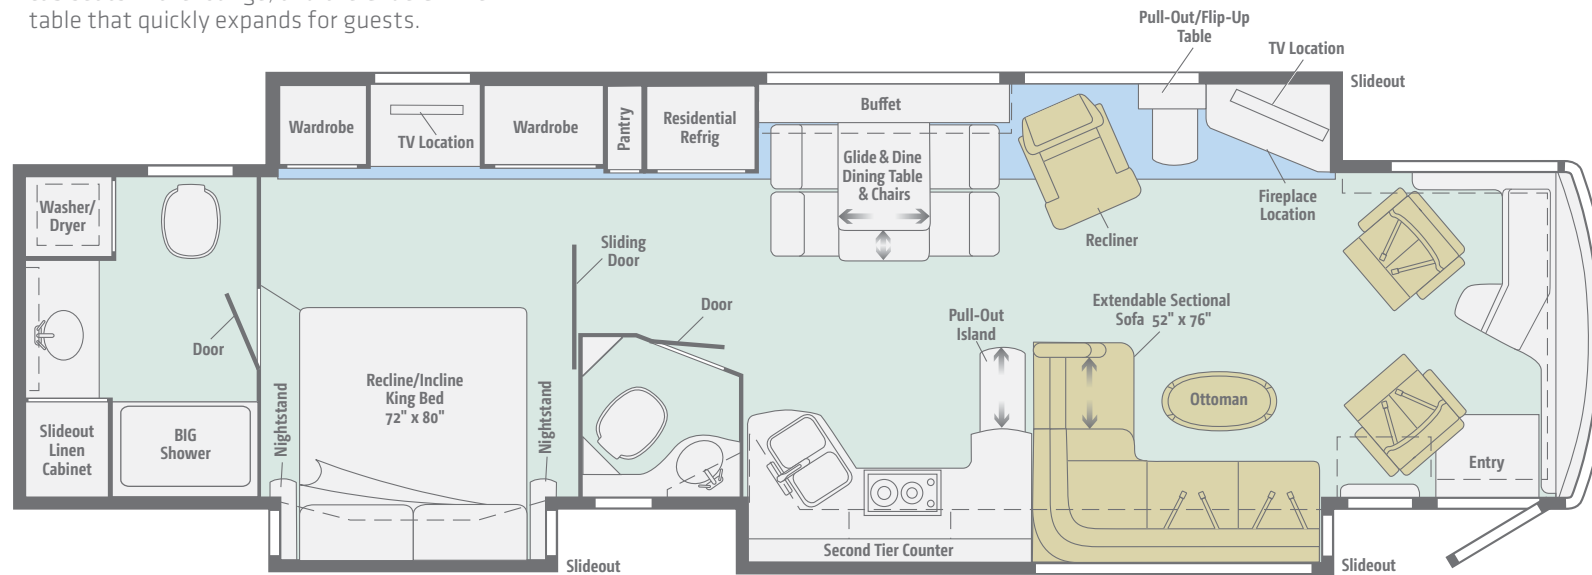 table that quickly expands for guests.
Pull-Out/Flip-Up
Table
TV Location
Slideout
Wardrobe
TV Location
Wardrobe
Pantry
Residential
Refrig
Buffet
Glide & Dine
Dining Table
& Chairs
Recliner
Fireplace
Location
Washer/
Dryer
Sliding
Door
Door
Door
Pull-Out
Island
Extendable Sectional
Sofa 52" x 76"
Ottoman
Recline/Incline
King Bed
72" x 80"
Nightstand
Nightstand
Slideout
Linen
Cabinet
BIG
Shower
Entry
Second Tier Counter
Slideout
Slideout